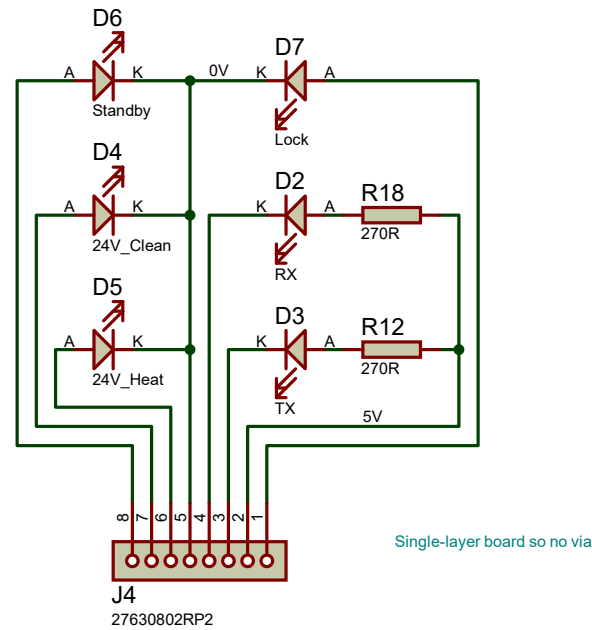 D6
A K
Standby
0V
D7
K A
Lock
D4
A K
24V_Clean
D2
K A
RX
R18
270R
D5
A K
24V_Heat
D3
K A
TX
R12
270R
5V
8 7 6 5 4 3 2 1
J4
27630802RP2
Single-layer board so no via